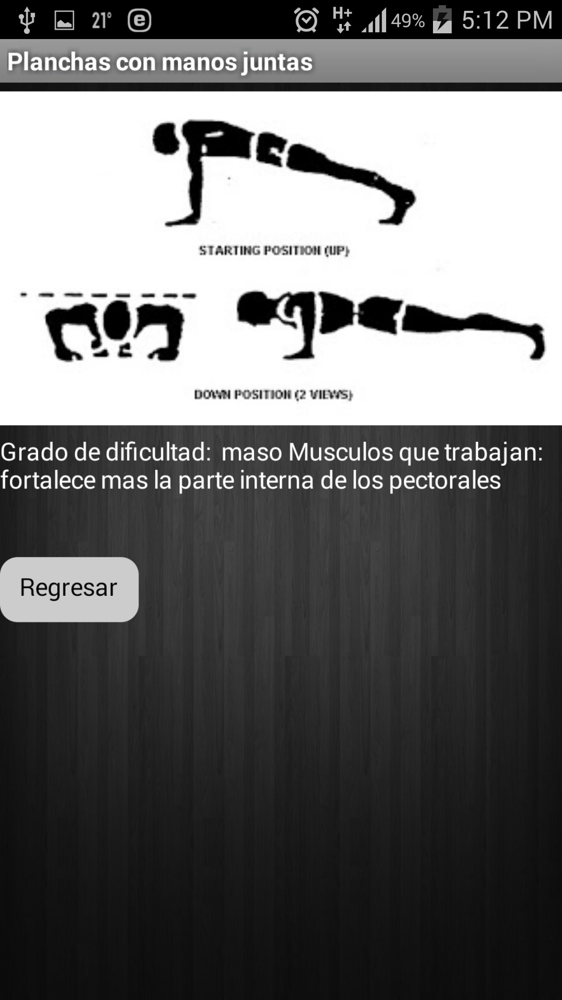 21° e H+ 49% 5:12 PM
Planchas con manos juntas
STARTING POSITION (UP)
DOWN POSITION (2 VIEWS)
Grado de dificultad:  maso Musculos que trabajan:
fortalece mas la parte interna de los pectorales
Regresar